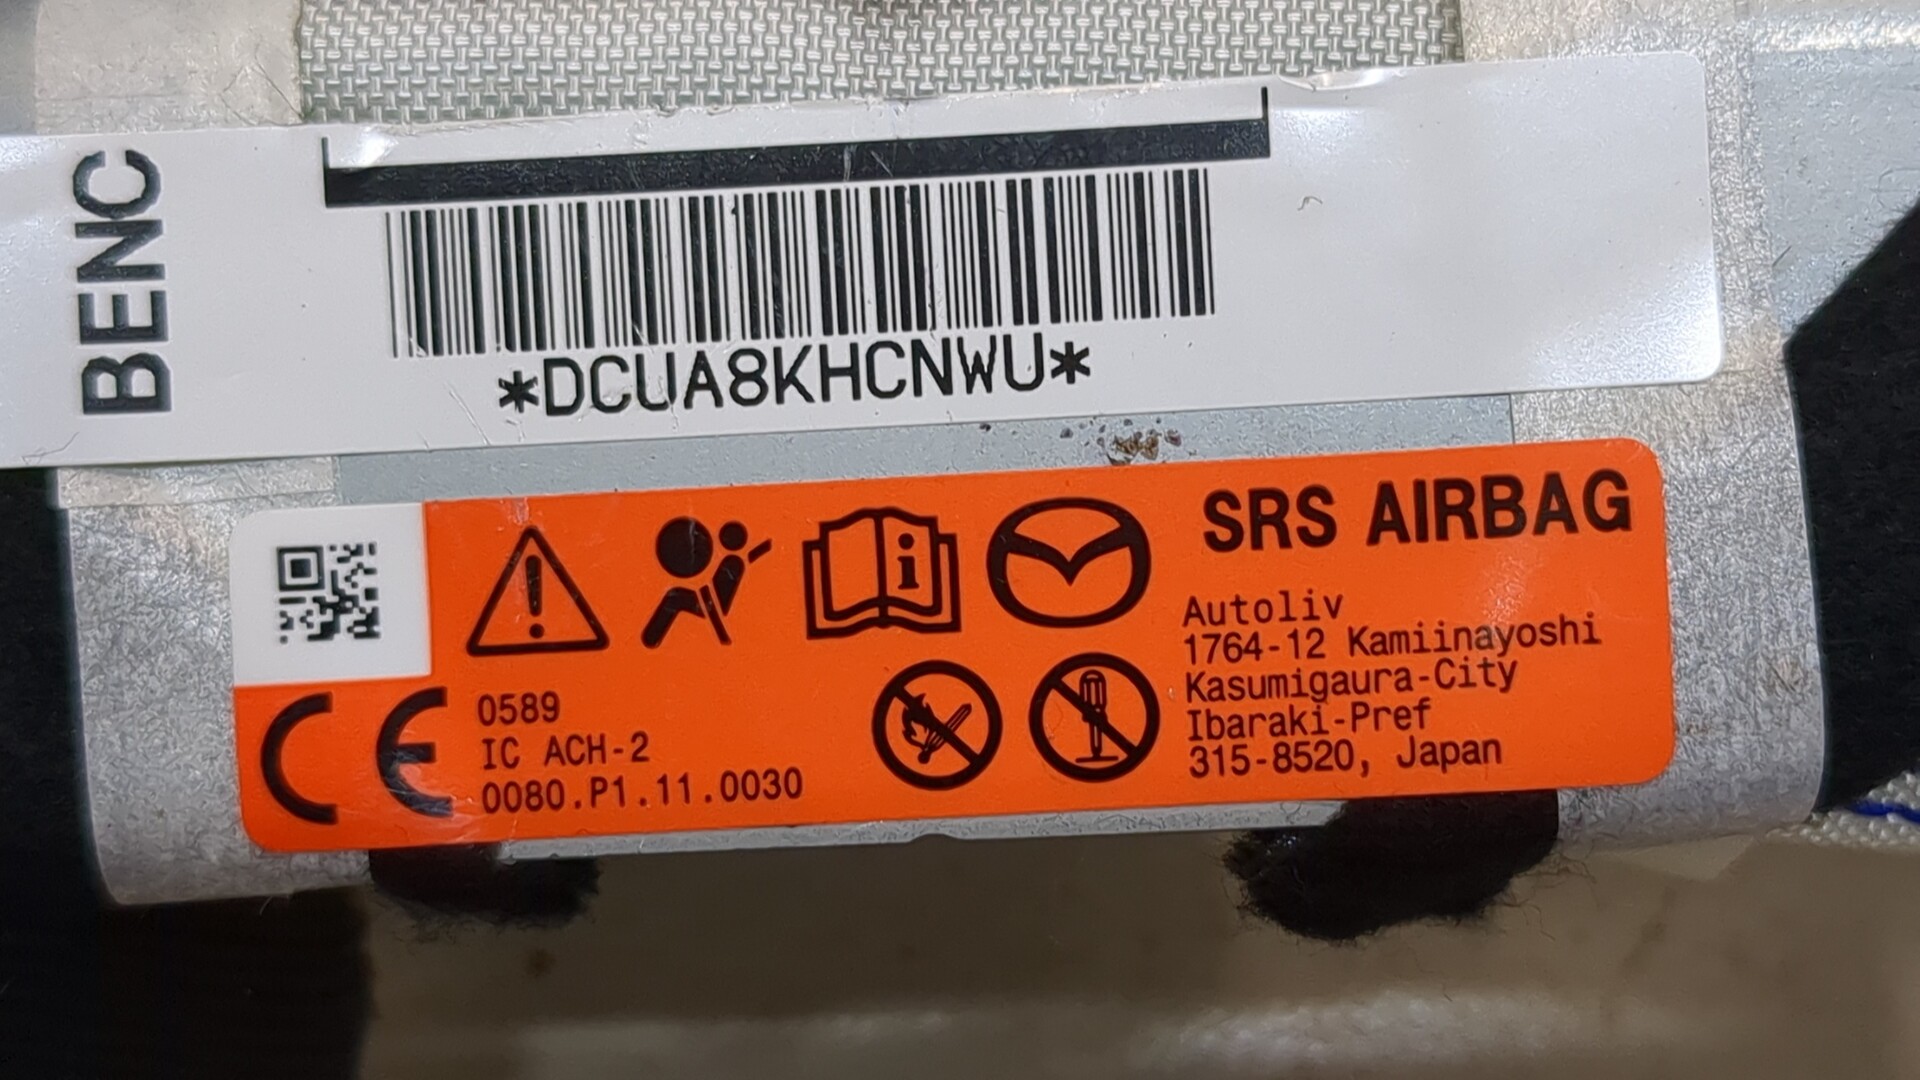 BENC
*DCUA8KHCNWU*
SRS AIRBAG
Autoliv
1764-12 Kamiinayoshi
Kasumigaura-City
Ibaraki-Pref
315-8520, Japan
CE 0589
IC ACH-2
0080.P1.11.0030